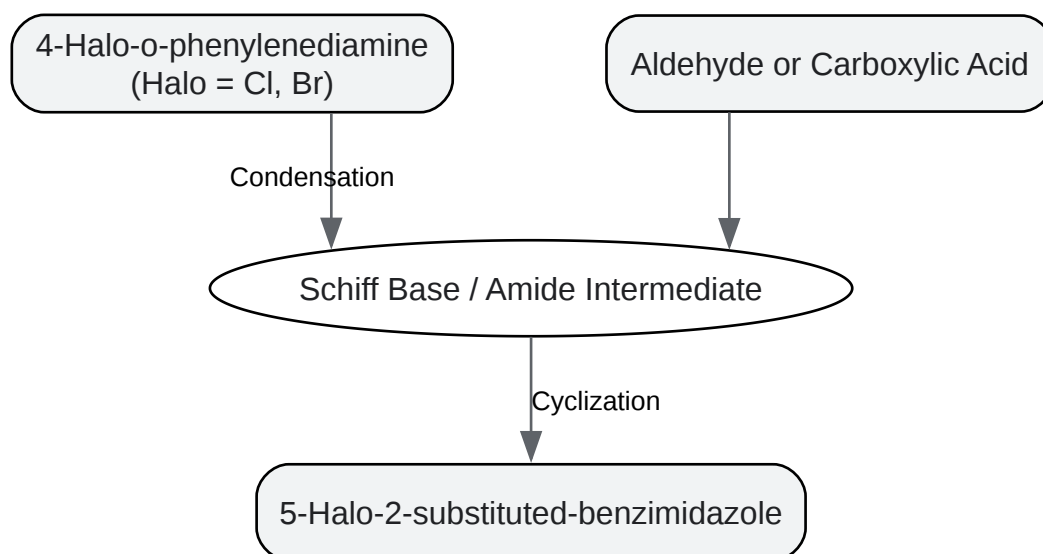 4-Halo-o-phenylenediamine
(Halo = Cl, Br)
Aldehyde or Carboxylic Acid
Condensation
Schiff Base / Amide Intermediate
Cyclization
5-Halo-2-substituted-benzimidazole